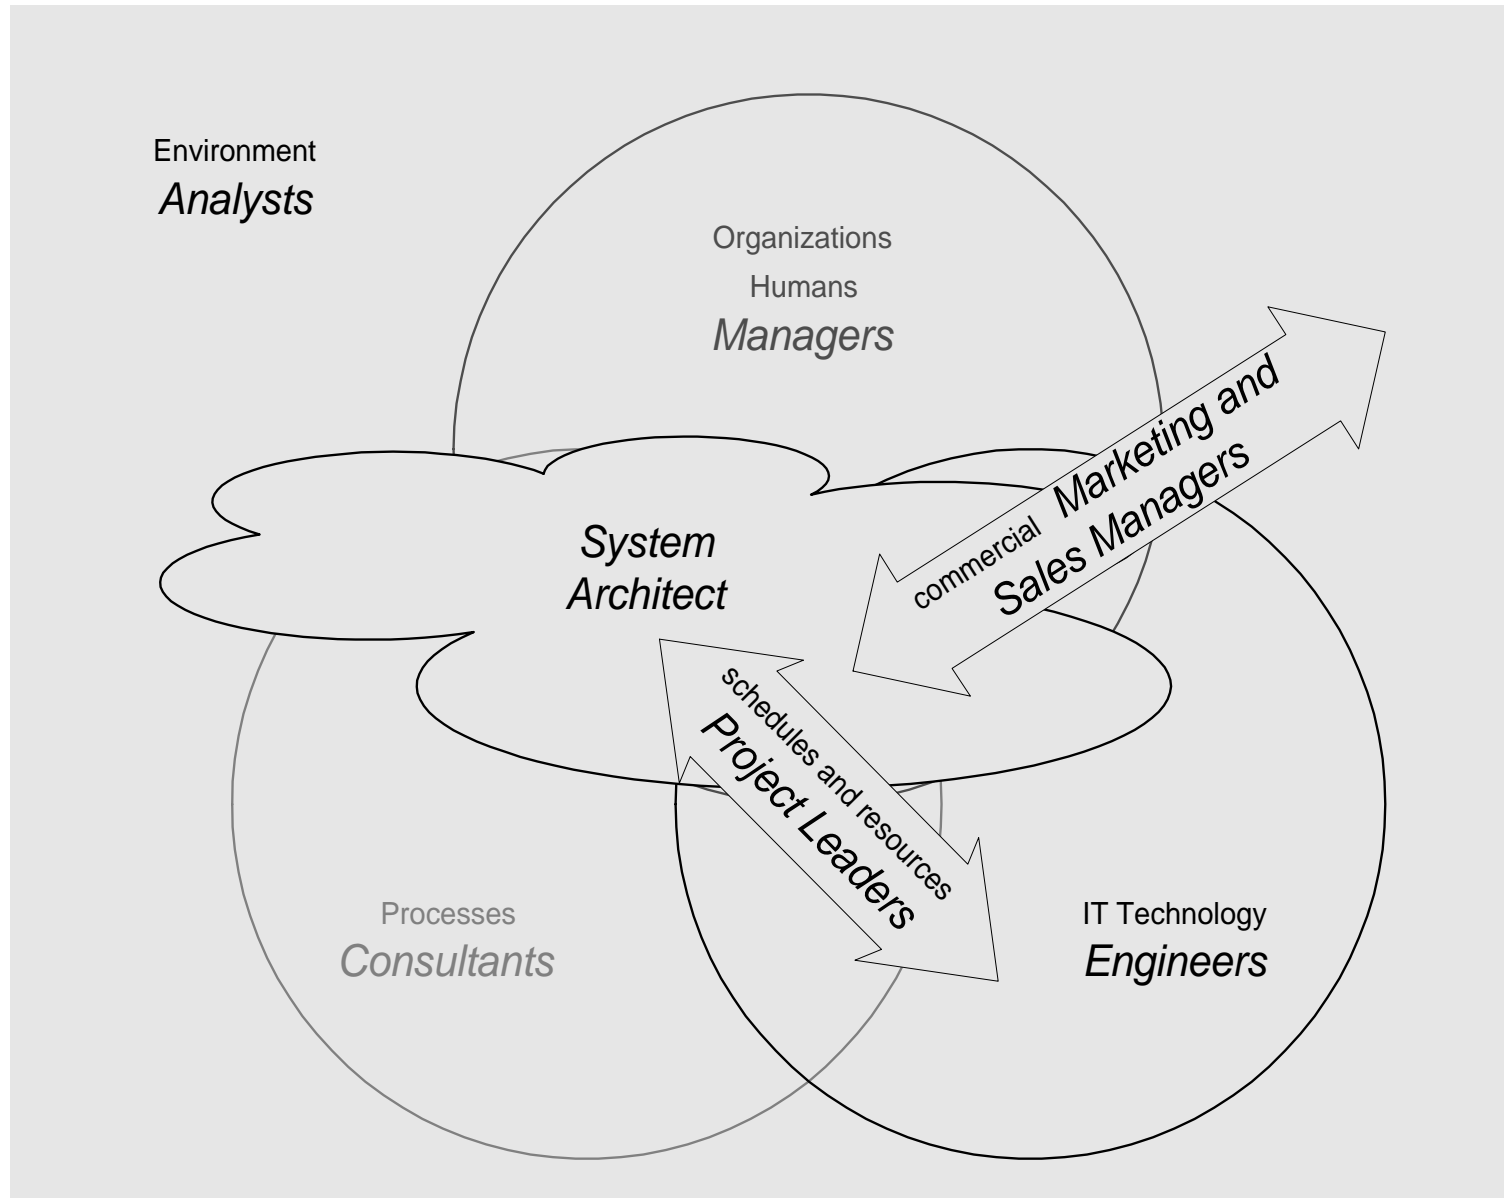 Environment
Analysts
Organizations
Humans
Managers
commercial Marketing and
Sales Managers
System
Architect
schedules and resources
Project Leaders
Processes
Consultants
IT Technology
Engineers